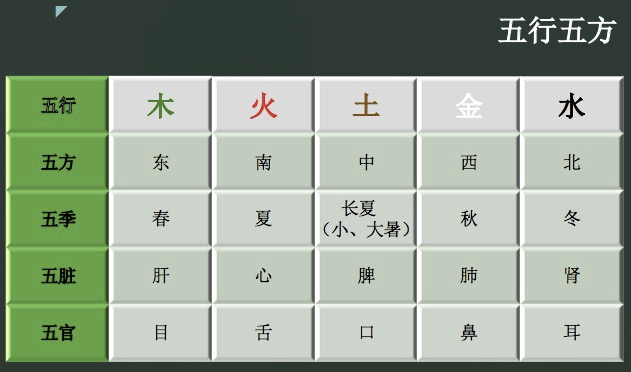 五行五方
五行 木 火 土 金 水
五方 东 南 中 西 北
五季 春 夏 长夏 秋 冬
（小、大暑）
五脏 肝 心 脾 肺 肾
五官 目 舌 口 鼻 耳